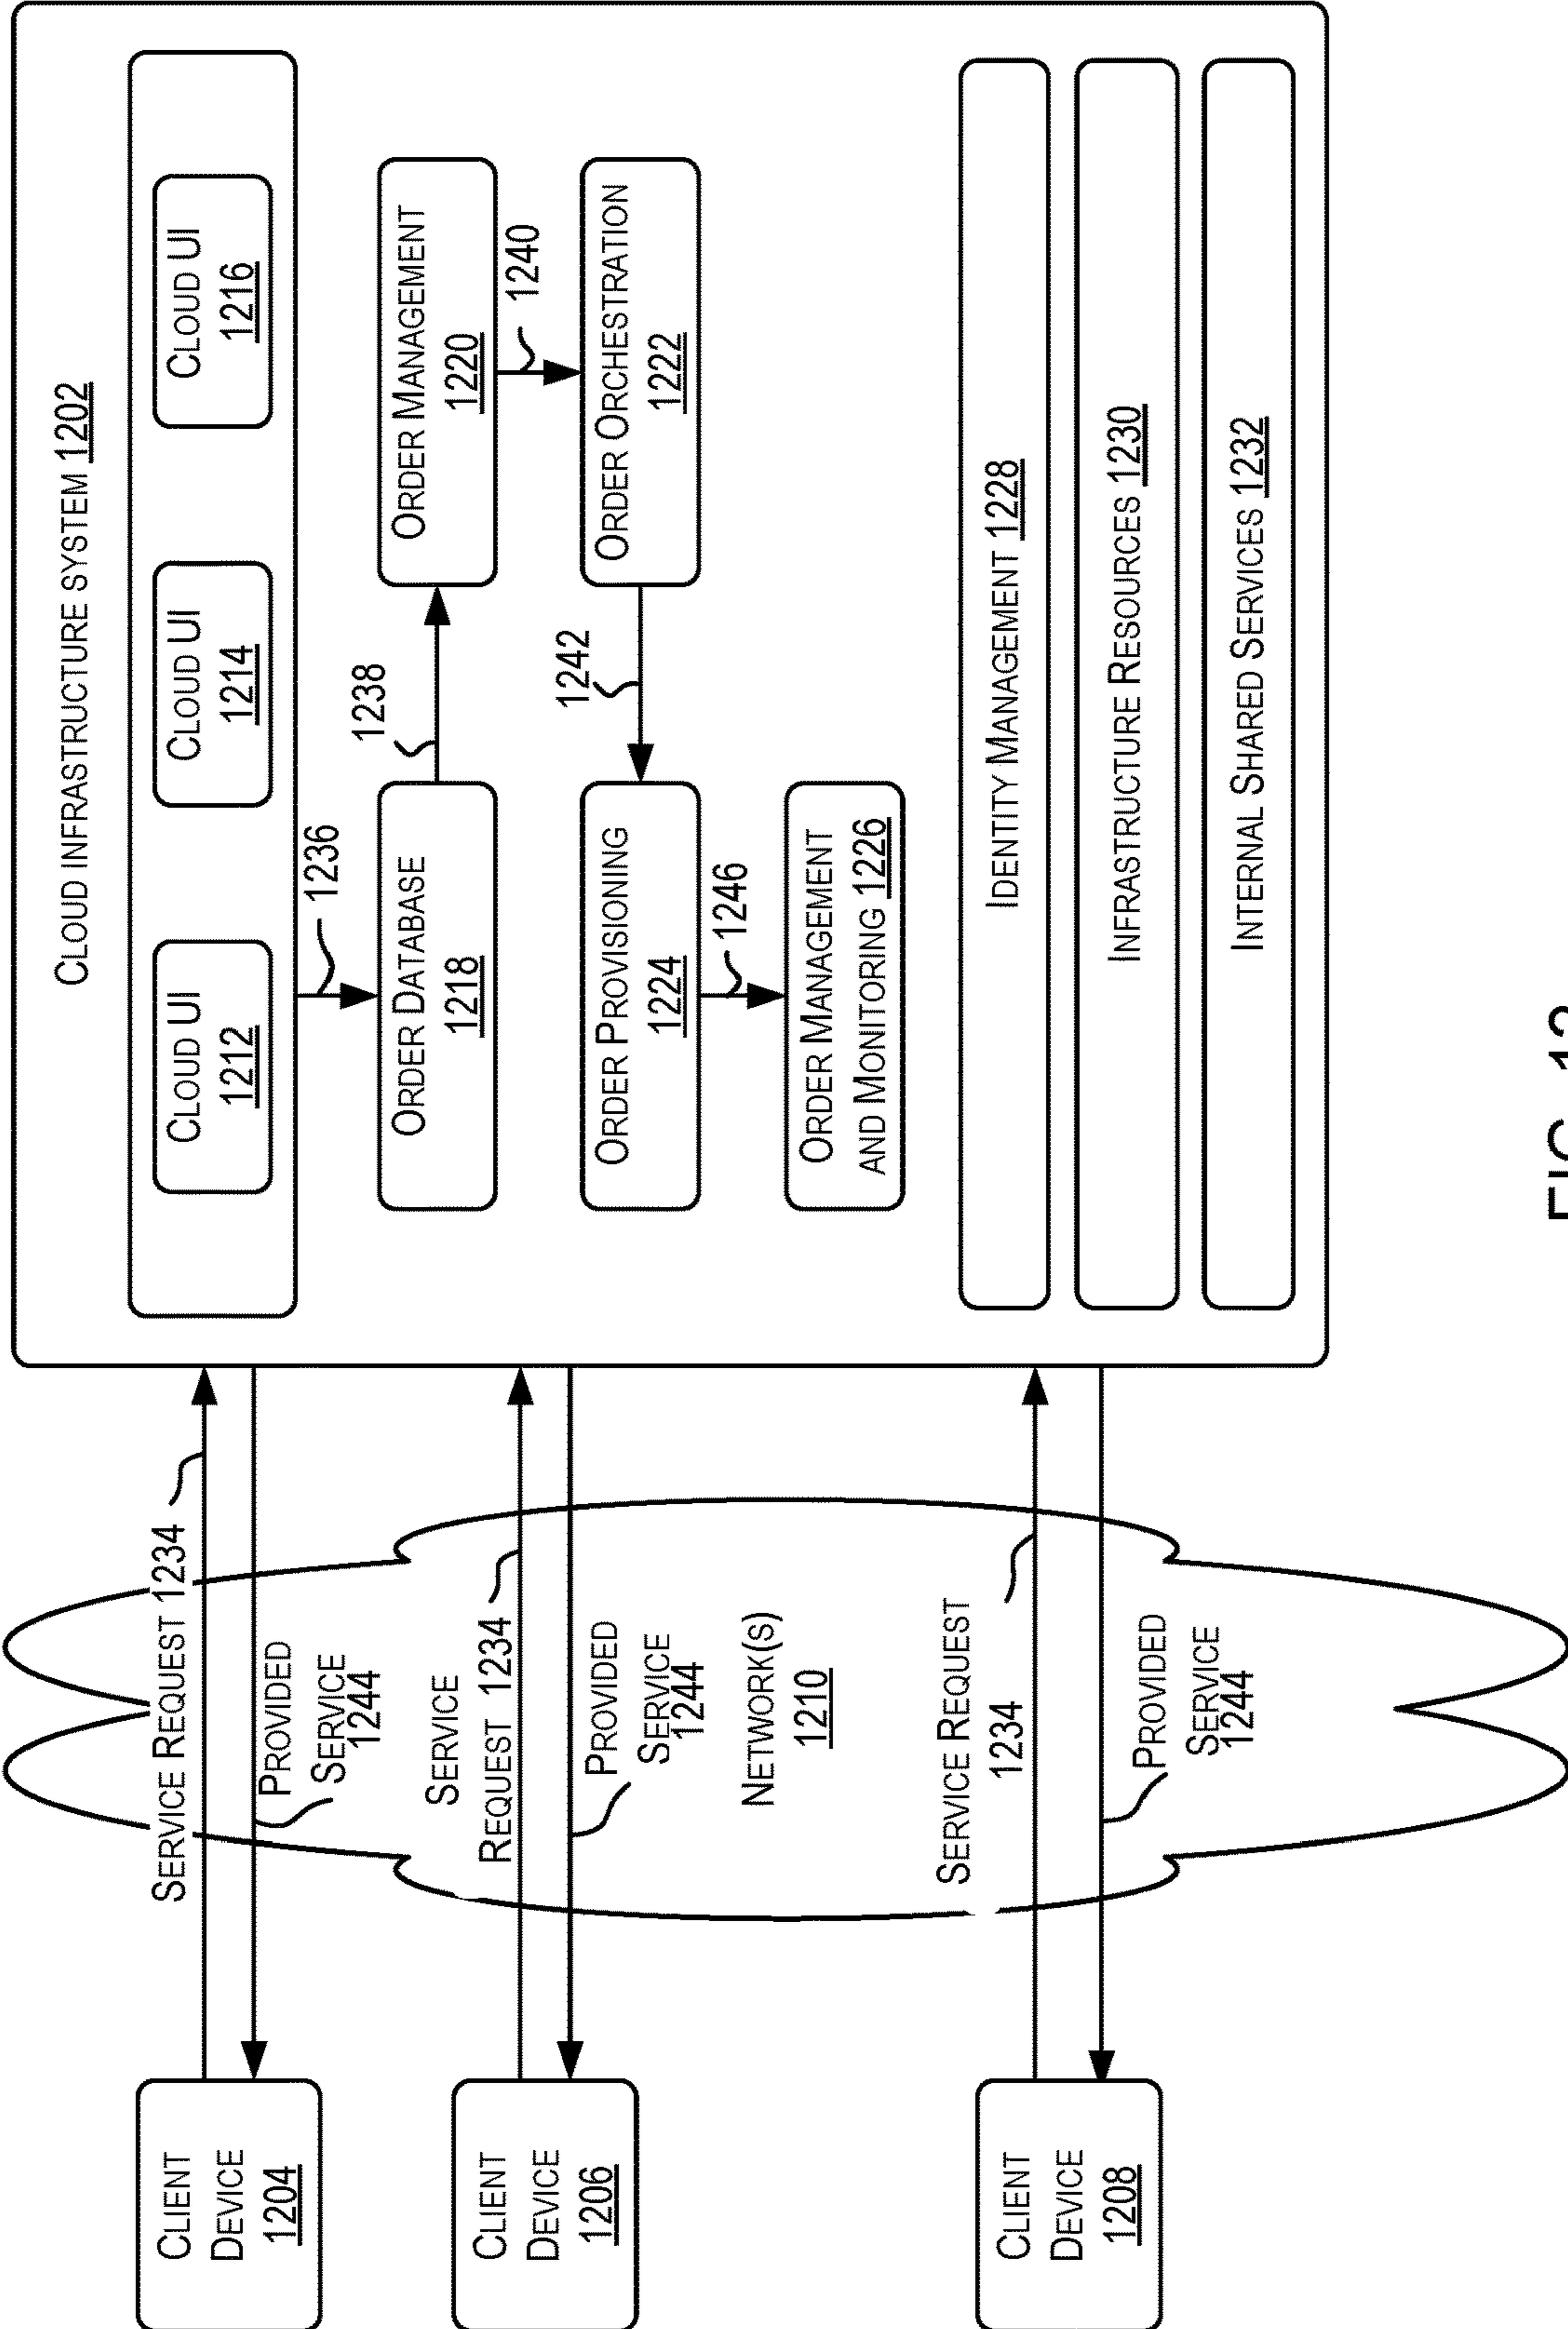 CLOUD INFRASTRUCTURE SYSTEM 1202
CLOUD UI
1212
CLOUD UI
1214
CLOUD UI
1216
1236
ORDER DATABASE
1218
1238
ORDER MANAGEMENT
1220
1240
ORDER PROVISIONING
1224
1242
ORDER ORCHESTRATION
1222
1246
ORDER MANAGEMENT
AND MONITORING 1226
IDENTITY MANAGEMENT 1228
INFRASTRUCTURE RESOURCES 1230
INTERNAL SHARED SERVICES 1232
CLIENT
DEVICE
1204
SERVICE REQUEST 1234
PROVIDED
SERVICE
1244
CLIENT
DEVICE
1206
SERVICE
REQUEST 1234
PROVIDED
SERVICE
1244
NETWORK(S)
1210
CLIENT
DEVICE
1208
SERVICE REQUEST
1234
PROVIDED
SERVICE
1244
FIG. 12